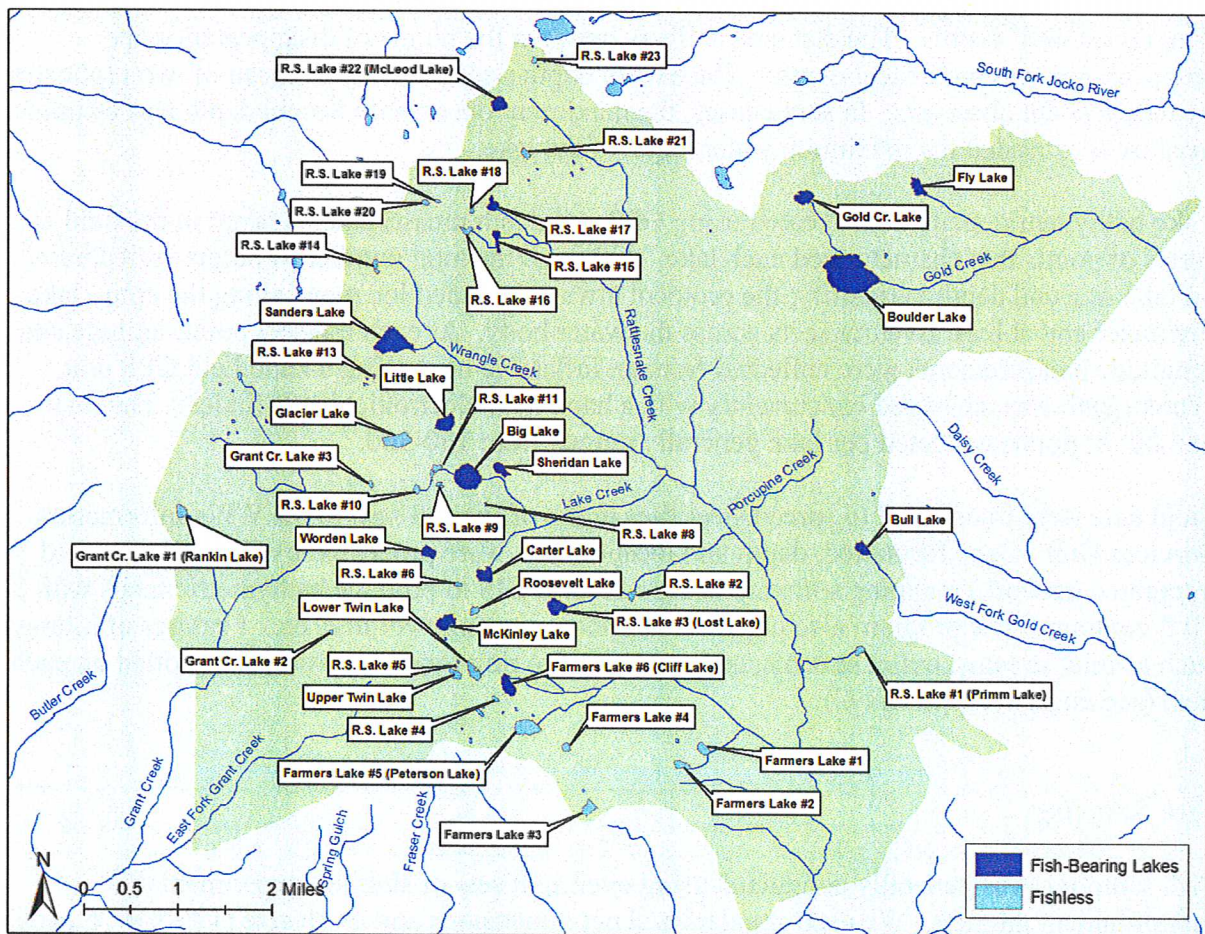 R.S. Lake #23
R.S. Lake #22 (McLeod Lake)
South Fork Jocko River
R.S. Lake #21
R.S. Lake #19
R.S. Lake #18
Fly Lake
R.S. Lake #20
Gold Cr. Lake
R.S. Lake #17
R.S. Lake #14
R.S. Lake #15
Gold Creek
R.S. Lake #16
Boulder Lake
Sanders Lake
Rattlesnake Creek
R.S. Lake #13
Wrangle Creek
Little Lake
R.S. Lake #11
Glacier Lake
Big Lake
Grant Cr. Lake #3
Sheridan Lake
Daisy Creek
Lake Creek
Porcupine Creek
R.S. Lake #10
R.S. Lake #9
R.S. Lake #8
Bull Lake
Grant Cr. Lake #1 (Rankin Lake)
Worden Lake
Carter Lake
R.S. Lake #6
Roosevelt Lake
R.S. Lake #2
Lower Twin Lake
R.S. Lake #3 (Lost Lake)
West Fork Gold Creek
McKinley Lake
Grant Cr. Lake #2
R.S. Lake #5
Farmers Lake #6 (Cliff Lake)
Butler Creek
Upper Twin Lake
R.S. Lake #1 (Primm Lake)
R.S. Lake #4
Farmers Lake #4
Farmers Lake #1
Farmers Lake #5 (Peterson Lake)
Grant Creek
East Fork Grant Creek
Farmers Lake #2
Spring Gulch
Fraser Creek
Farmers Lake #3
N
0 0.5 1 2 Miles
Fish-Bearing Lakes
Fishless